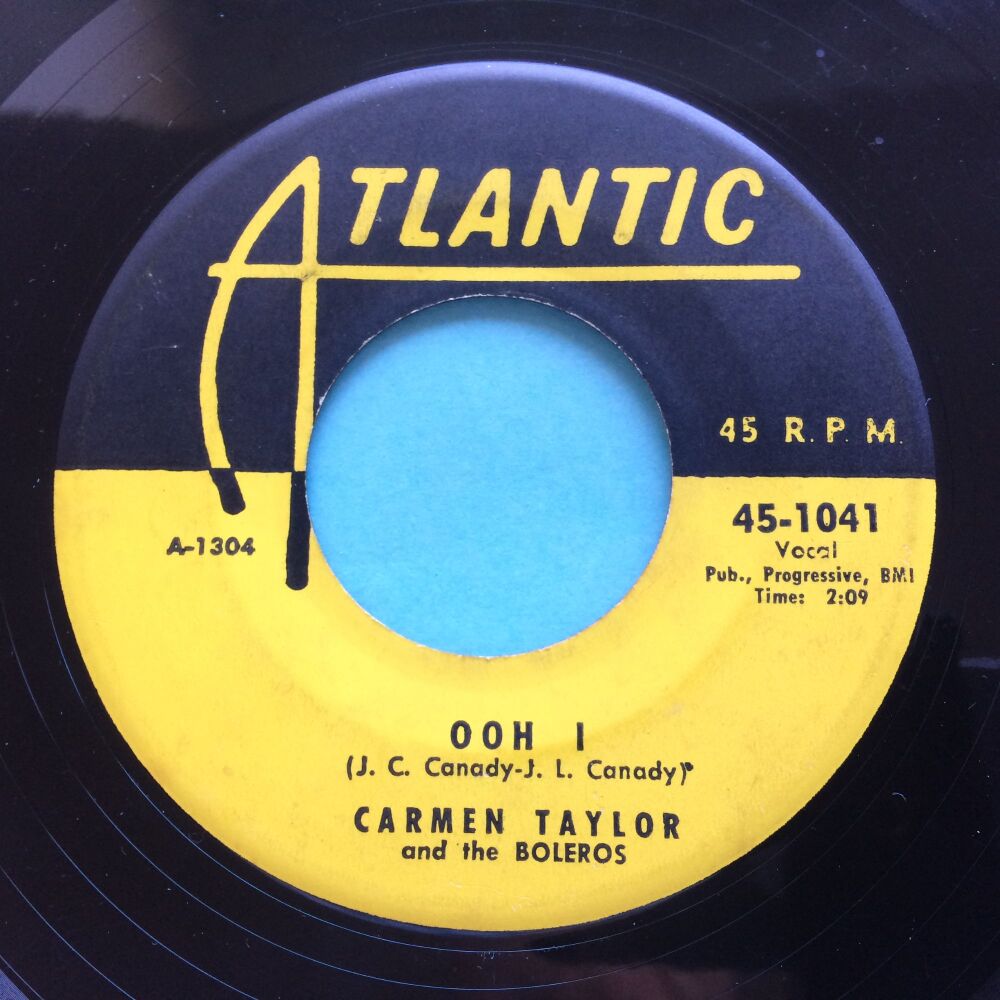 ATLANTIC
45 R.P.M.
45-1041
A-1304
Vocal
Pub., Progressive, BMI
Time: 2:09
OOH I
(J. C. Canady-J. L. Canady)
CARMEN TAYLOR
and the BOLEROS